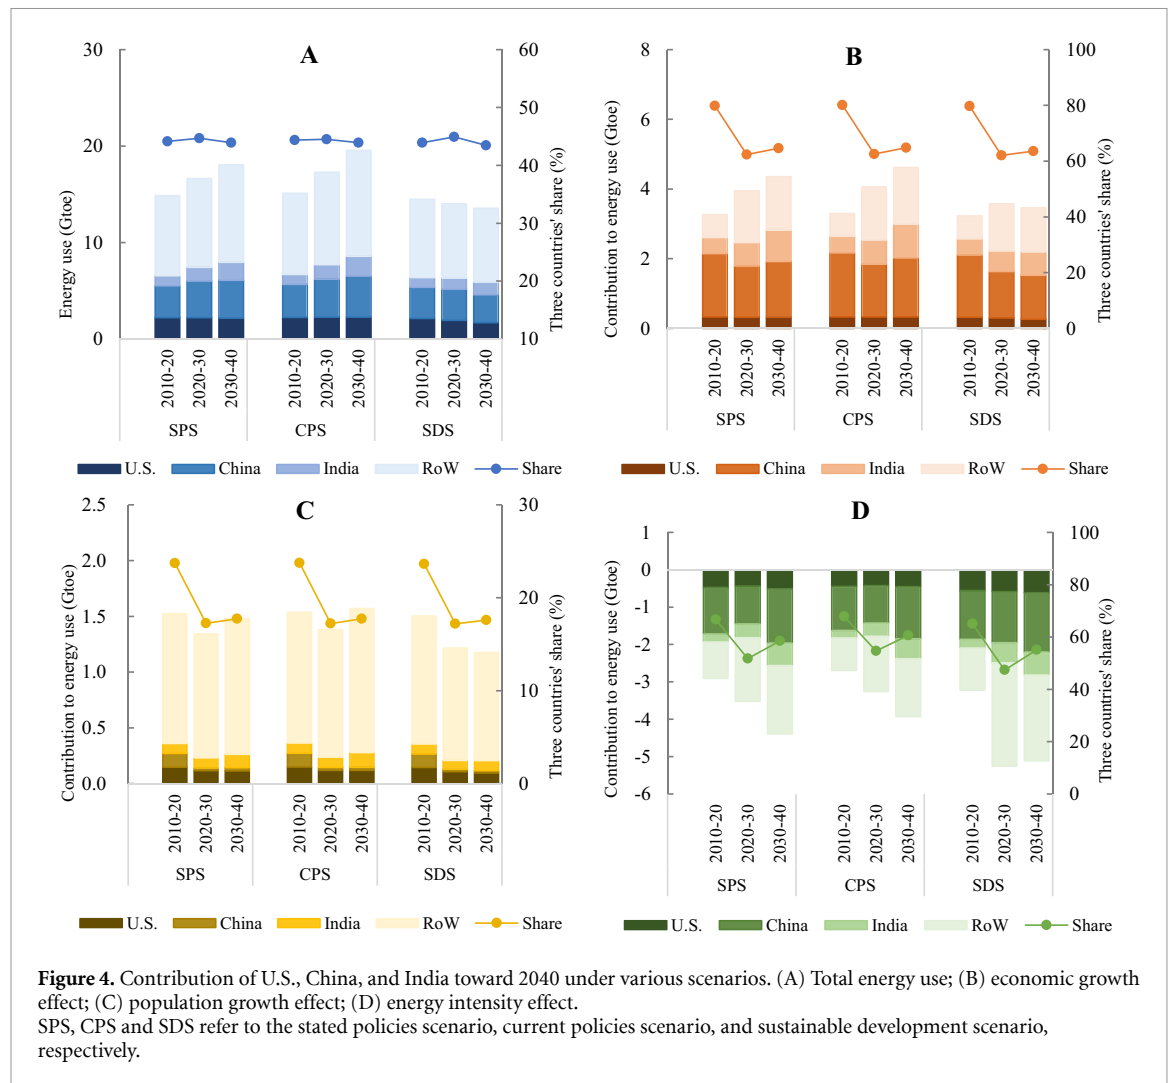 A
30
20
10
0
Energy use (Gtoe)
60
50
40
30
20
10
Three countries' share (%)
2010-20
2020-30
2030-40
2010-20
2020-30
2030-40
2010-20
2020-30
2030-40
SPS
CPS
SDS
U.S.
China
India
RoW
Share
B
8
6
4
2
0
Contribution to energy use (Gtoe)
100
80
60
40
20
0
Three countries' share (%)
2010-20
2020-30
2030-40
2010-20
2020-30
2030-40
2010-20
2020-30
2030-40
SPS
CPS
SDS
U.S.
China
India
RoW
Share
C
2.5
2.0
1.5
1.0
0.5
0.0
Contribution to energy use (Gtoe)
30
20
10
0
Three countries' share (%)
2010-20
2020-30
2030-40
2010-20
2020-30
2030-40
2010-20
2020-30
2030-40
SPS
CPS
SDS
U.S.
China
India
RoW
Share
D
1
0
-1
-2
-3
-4
-5
-6
Contribution to energy use (Gtoe)
100
80
60
40
20
0
Three countries' share (%)
2010-20
2020-30
2030-40
2010-20
2020-30
2030-40
2010-20
2020-30
2030-40
SPS
CPS
SDS
U.S.
China
India
RoW
Share
Figure 4. Contribution of U.S., China, and India toward 2040 under various scenarios. (A) Total energy use; (B) economic growth
effect; (C) population growth effect; (D) energy intensity effect.
SPS, CPS and SDS refer to the stated policies scenario, current policies scenario, and sustainable development scenario,
respectively.